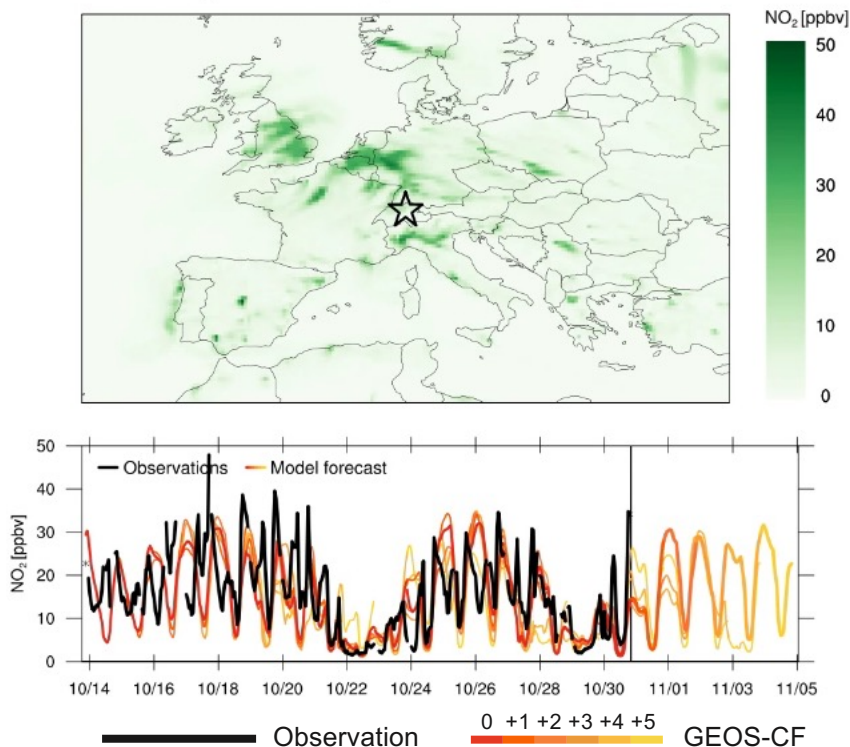 NO₂ [ppbv]
50
40
30
20
10
0
50
40
30
20
10
0
NO₂ [ppbv]
*
Observations Model forecast
10/14 10/16 10/18 10/20 10/22 10/24 10/26 10/28 10/30 11/01 11/03 11/05
0 +1 +2 +3 +4 +5
Observation GEOS-CF